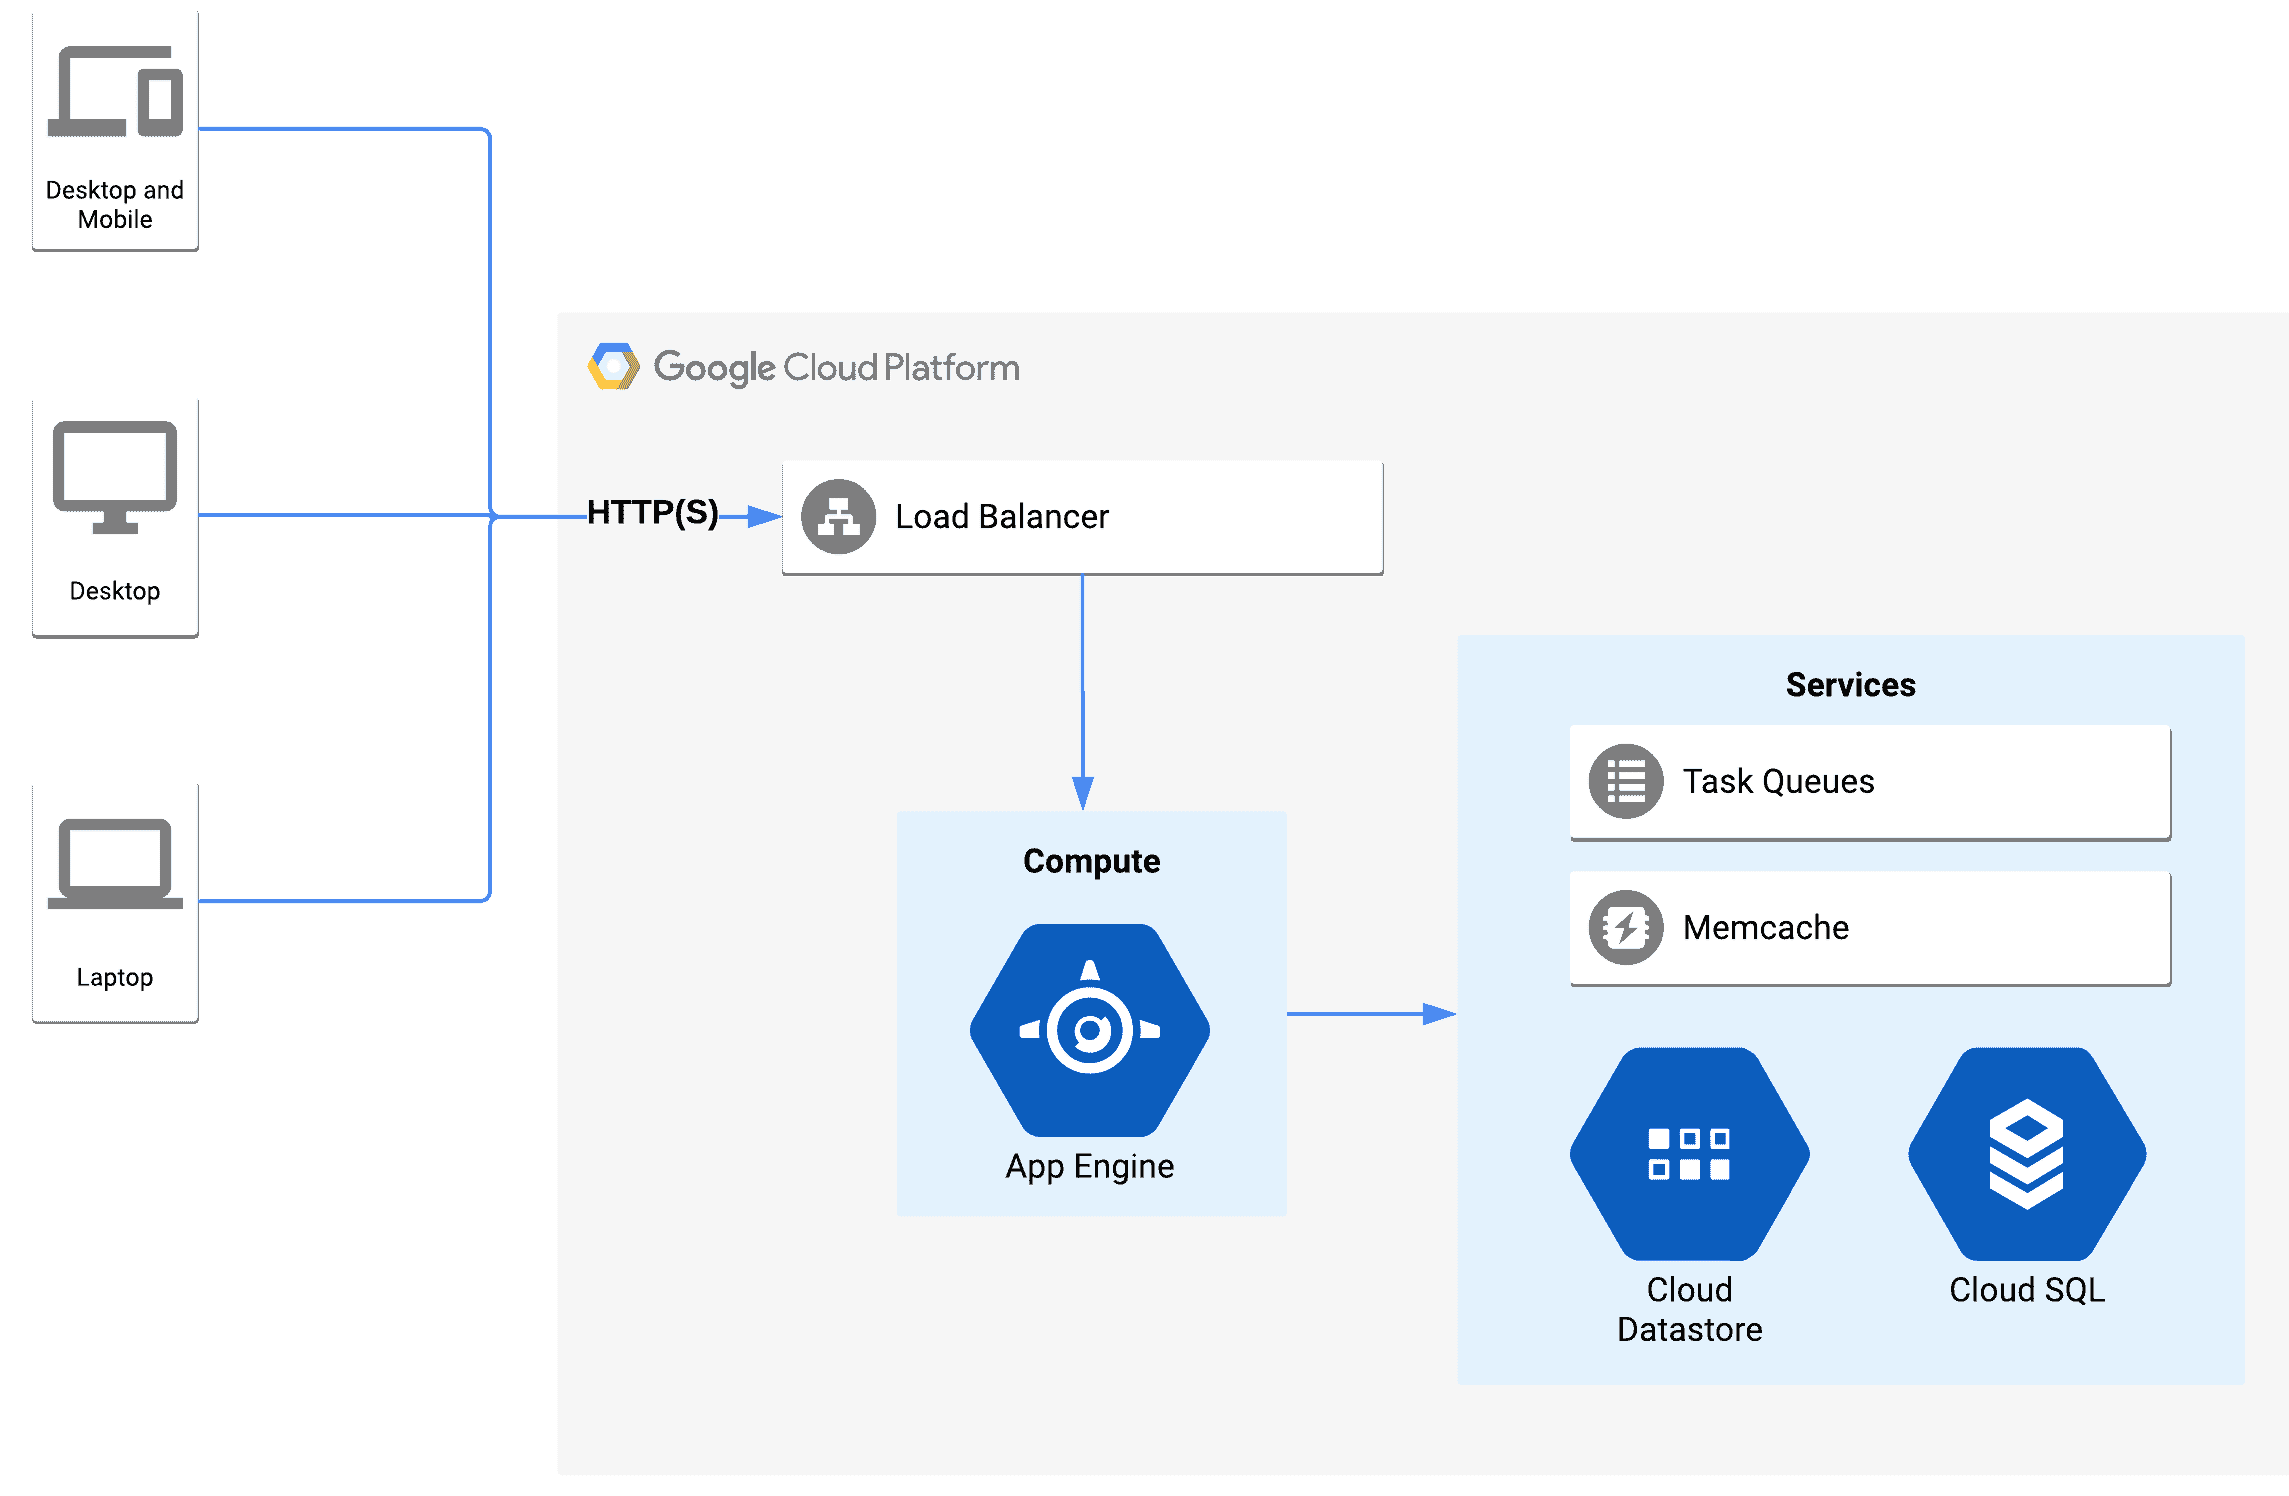 Desktop and
Mobile
Google Cloud Platform
Desktop
HTTP(S)
Load Balancer
Laptop
Compute
App Engine
Services
Task Queues
Memcache
Cloud
Datastore
Cloud SQL